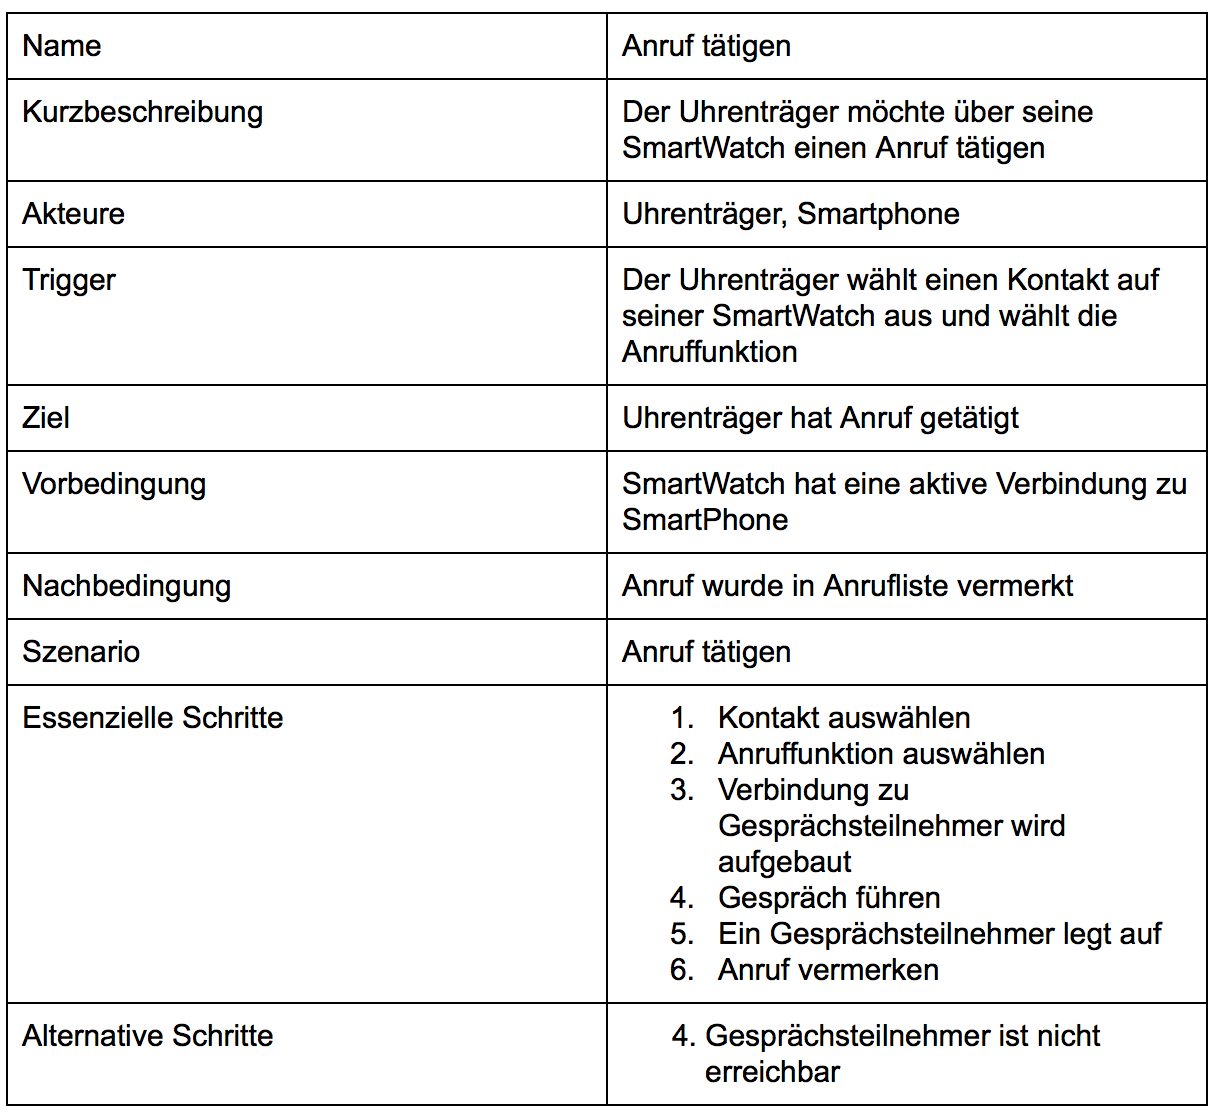 Name
Anruf tätigen
Kurzbeschreibung
Der Uhrenträger möchte über seine
SmartWatch einen Anruf tätigen
Akteure
Uhrenträger, Smartphone
Trigger
Der Uhrenträger wählt einen Kontakt auf
seiner SmartWatch aus und wählt die
Anruffunktion
Ziel
Uhrenträger hat Anruf getätigt
Vorbedingung
SmartWatch hat eine aktive Verbindung zu
SmartPhone
Nachbedingung
Anruf wurde in Anrufliste vermerkt
Szenario
Anruf tätigen
Essenzielle Schritte
1. Kontakt auswählen
2. Anruffunktion auswählen
3. Verbindung zu
Gesprächsteilnehmer wird
aufgebaut
4. Gespräch führen
5. Ein Gesprächsteilnehmer legt auf
6. Anruf vermerken
Alternative Schritte
4. Gesprächsteilnehmer ist nicht
erreichbar